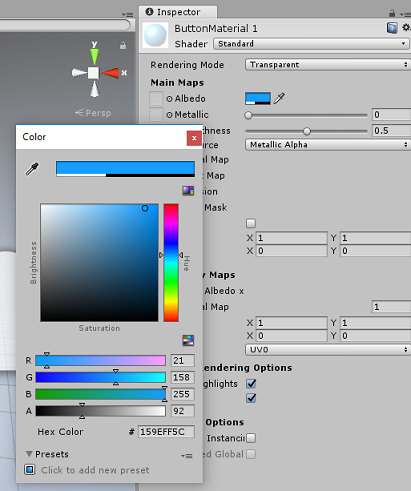 Inspector
ButtonMaterial 1
Shader Standard
Rendering Mode Transparent
Main Maps
Albedo
Metallic 0
hness 0.5
ource Metallic Alpha
al Map
t Map
sion
Mask
X 1 Y 1
X 0 Y 0
y Maps
Albedo x
al Map 1
X 1 Y 1
X 0 Y 0
UV0
endering Options
ghlights
Options
Instancin
ed Global
y
x
Persp
Color
x
Brightness
Hue
Saturation
R 21
G 158
B 255
A 92
Hex Color # 159EFF5C
Presets
Click to add new preset